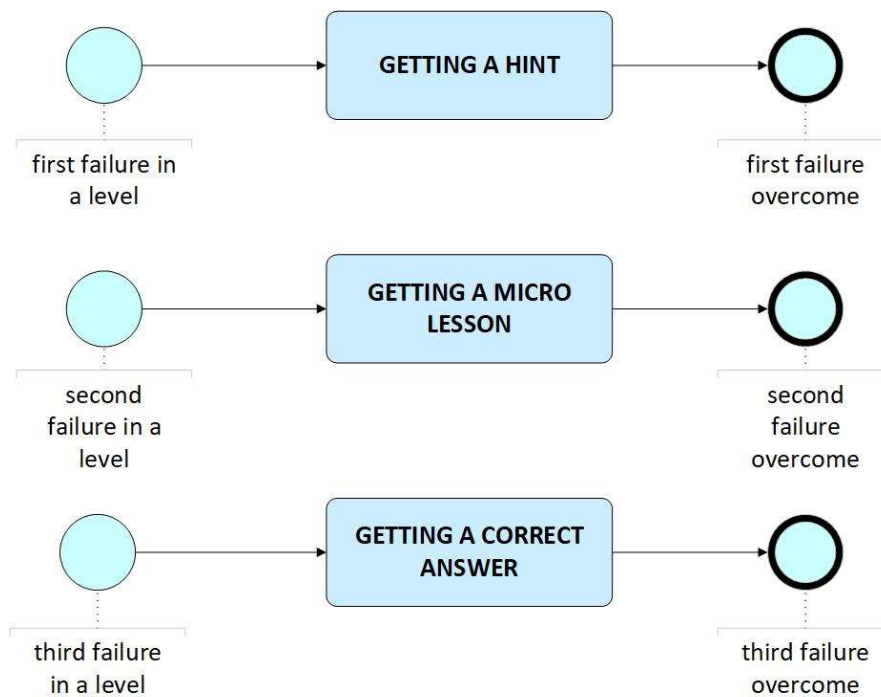 GETTING A HINT
first failure in
a level
first failure
overcome
GETTING A MICRO
LESSON
second
failure in a
level
second
failure
overcome
GETTING A CORRECT
ANSWER
third failure
in a level
third failure
overcome